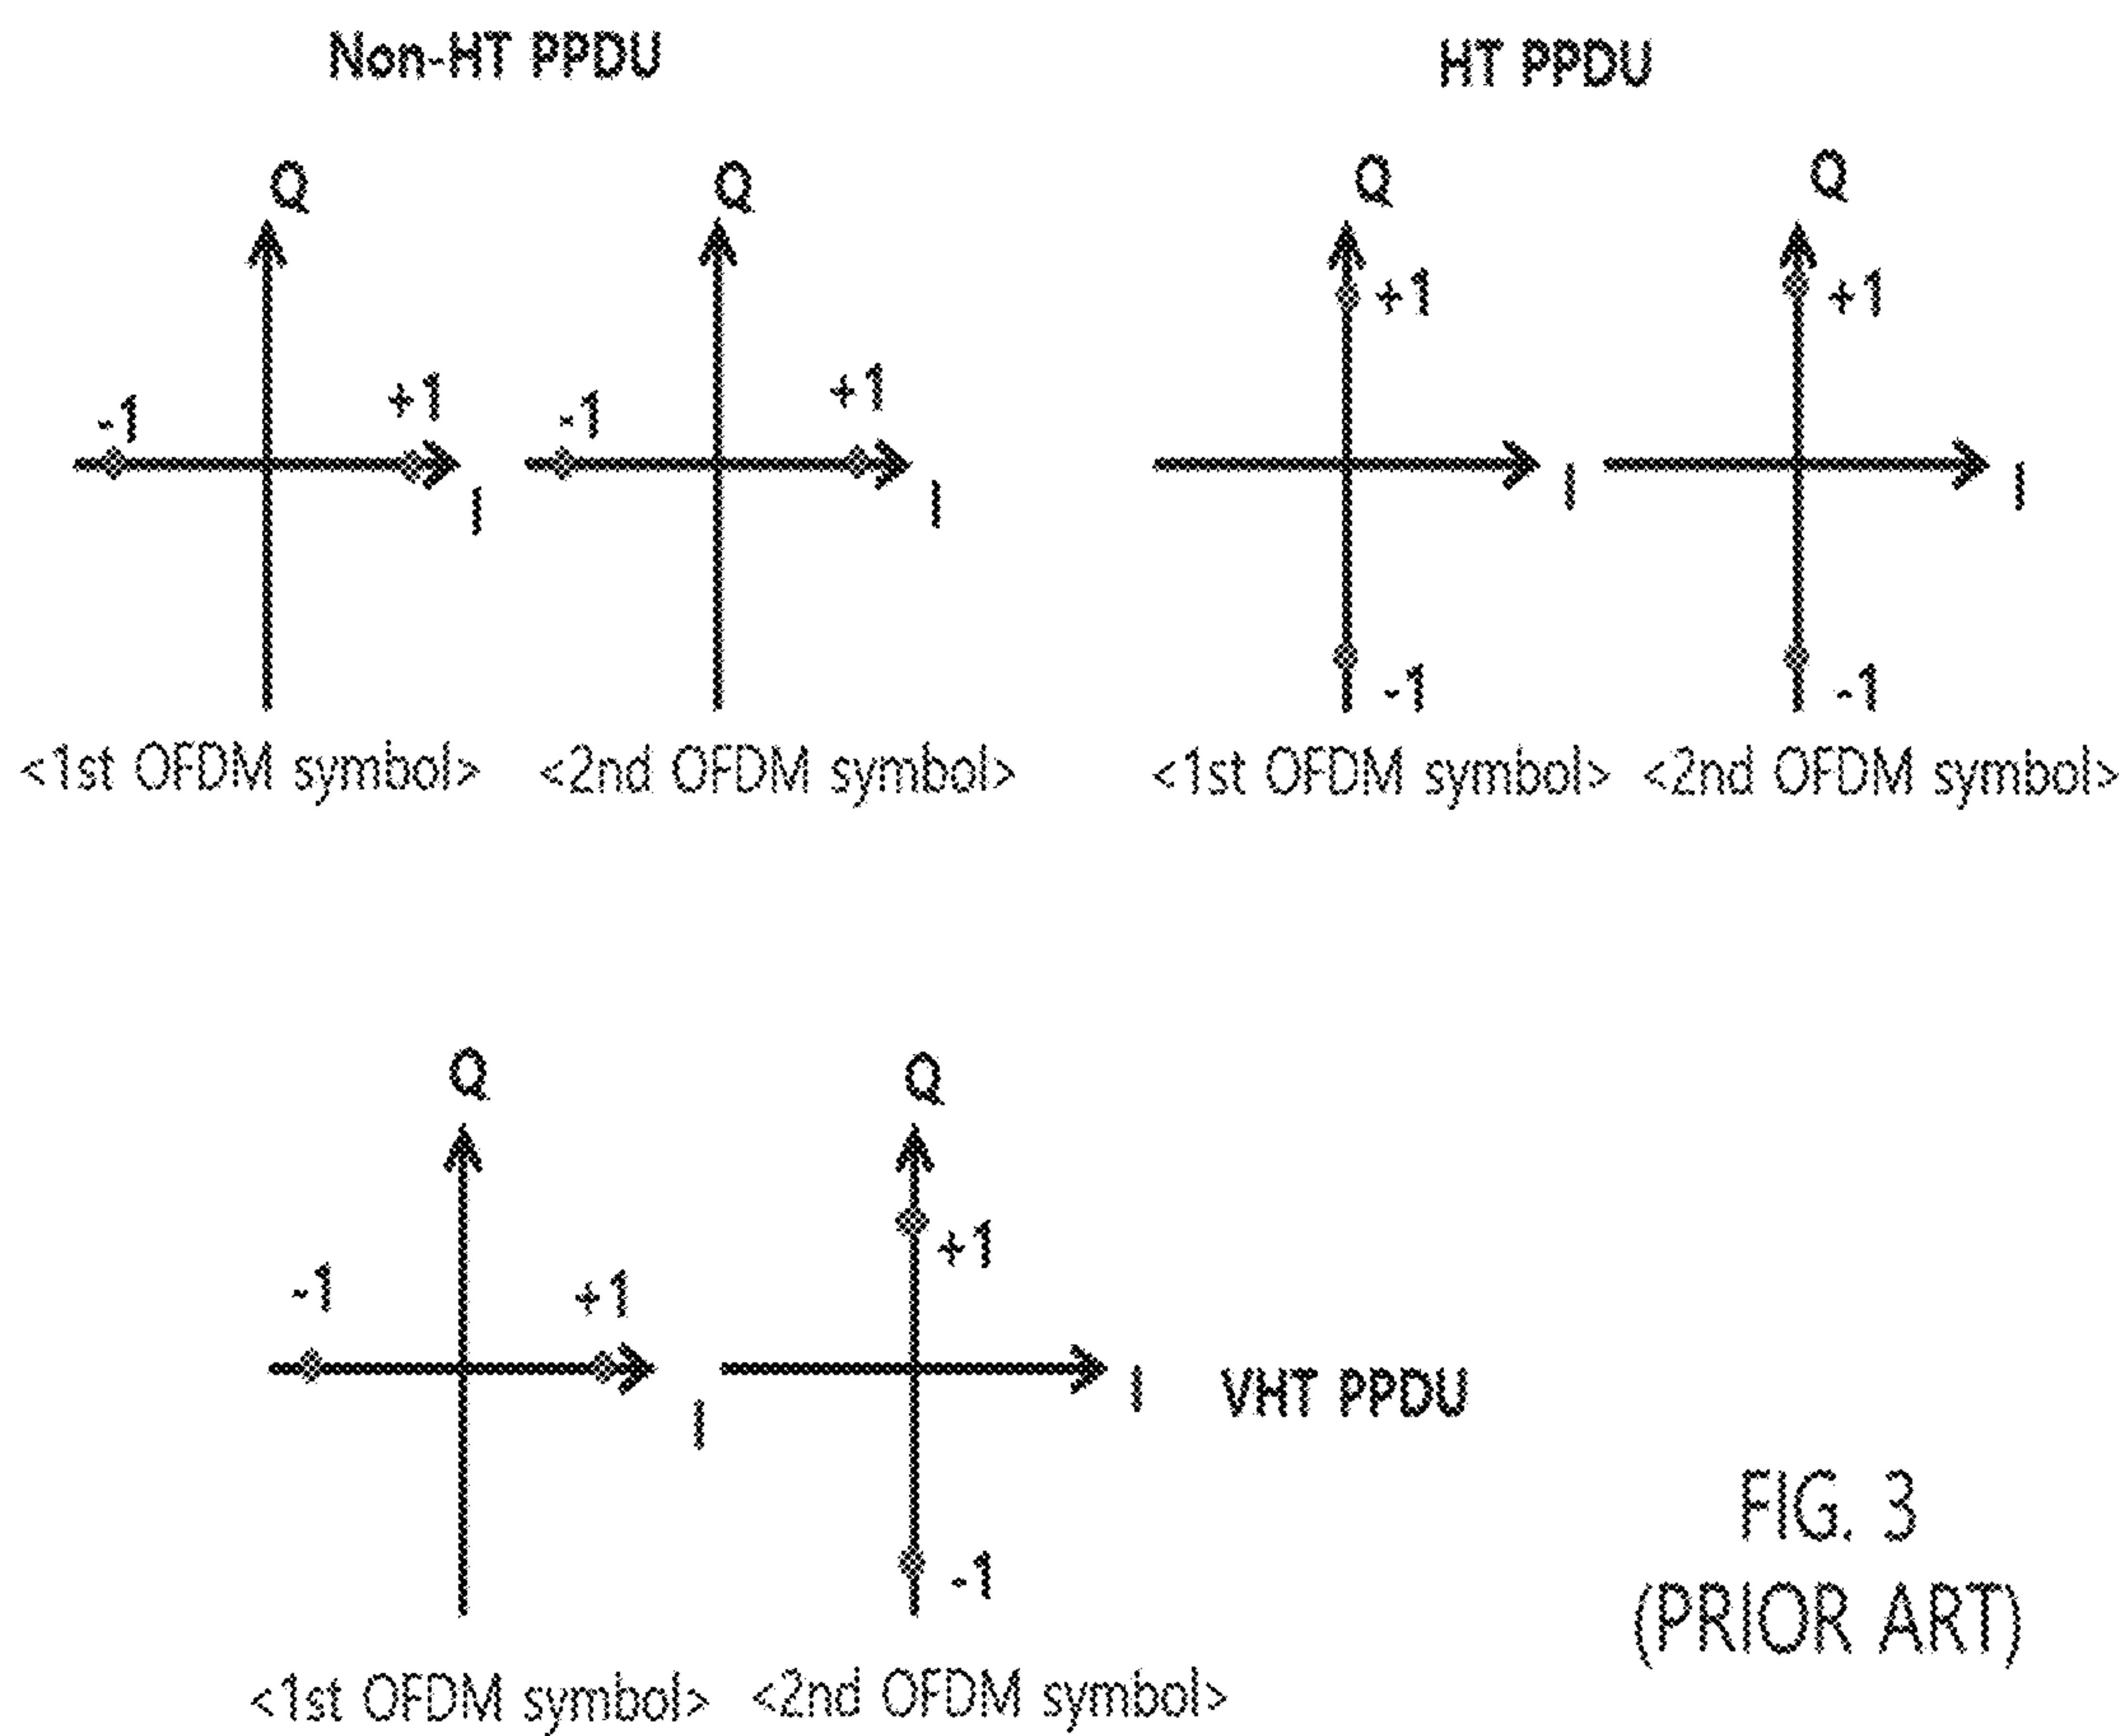 Non-HT PPDU
HT PPDU
Q
Q
Q
Q
+1
+1
-1
+1
-1
+1
I
I
I
I
-1
-1
<1st OFDM symbol>
<2nd OFDM symbol>
<1st OFDM symbol>
<2nd OFDM symbol>
Q
Q
-1
+1
+1
I
I
VHT PPDU
-1
<1st OFDM symbol>
<2nd OFDM symbol>
FIG. 3
(PRIOR ART)